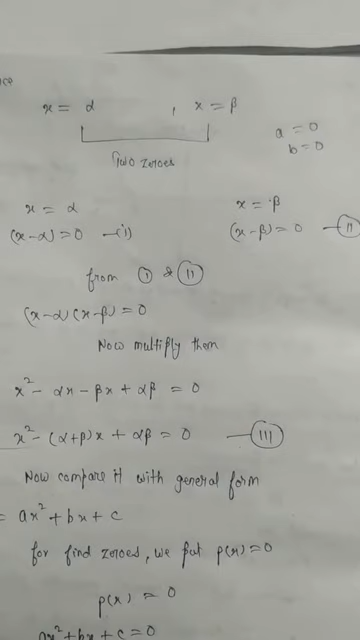 x = α , x = β
a = 0
b = 0
Two zeroes
x = α x = β
(x-α) = 0 —(i) (x-β) = 0 —(II)
from (I) & (II)
(x-α)(x-β) = 0
Now multiply them
x² - αx - βx + αβ = 0
x² - (α+β)x + αβ = 0 —(III)
Now compare it with general form
= ax² + bx + c
for find zeroes, we put p(x) = 0
p(x) = 0
ax² + bx + c = 0